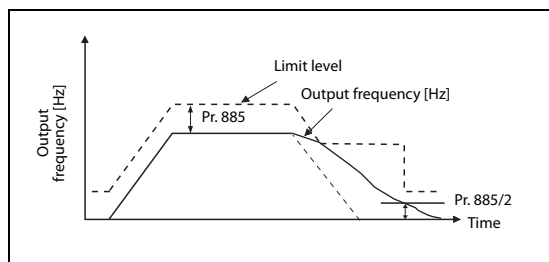 Output
frequency [Hz]
Limit level
Output frequency [Hz]
Pr. 885
Pr. 885/2
Time